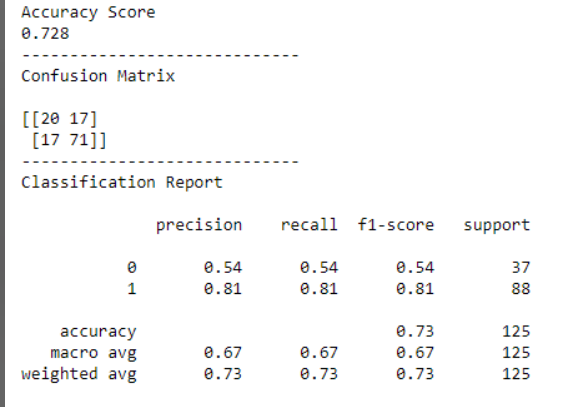 Accuracy Score
0.728
-----------------------------
Confusion Matrix
[[20 17]
 [17 71]]
-----------------------------
Classification Report
              precision    recall  f1-score   support
           0       0.54      0.54      0.54        37
           1       0.81      0.81      0.81        88
    accuracy                           0.73       125
   macro avg       0.67      0.67      0.67       125
weighted avg       0.73      0.73      0.73       125